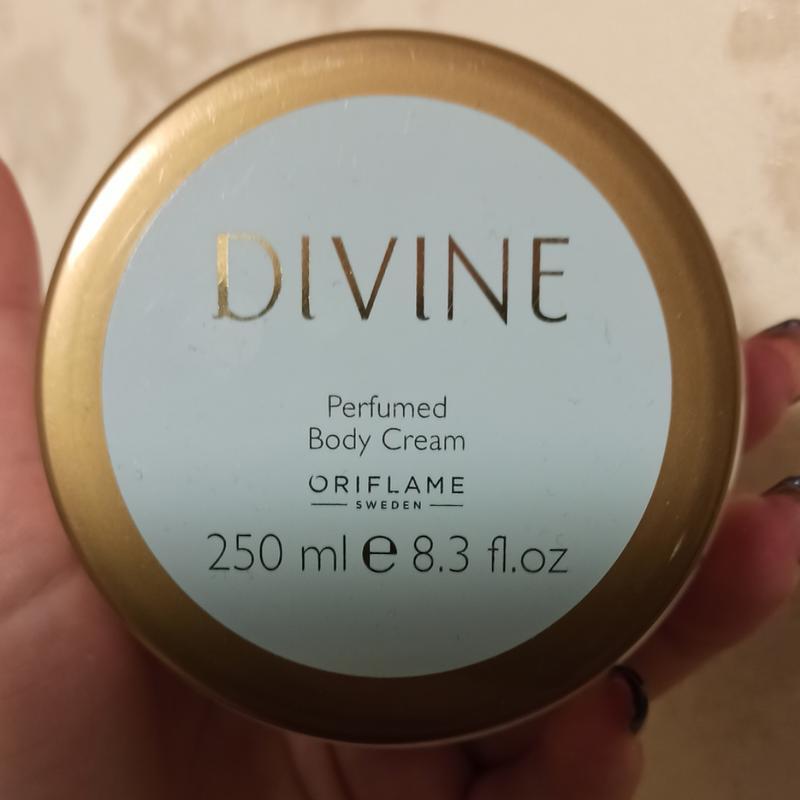 DIVINE
Perfumed
Body Cream
ORIFLAME
SWEDEN
250 ml e 8.3 fl.oz